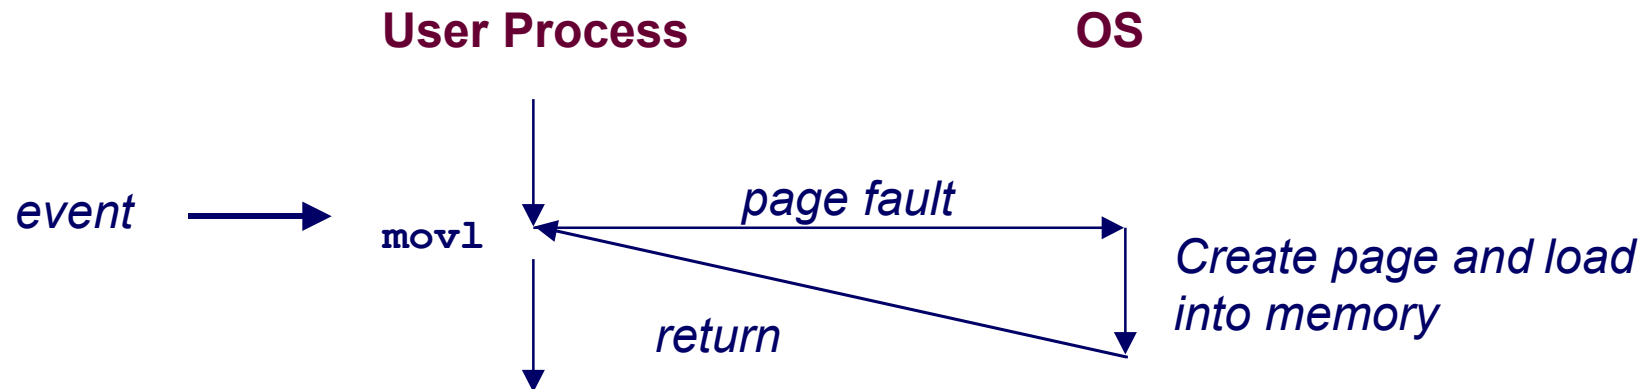 User Process OS
event
page fault
movl
Create page and load
into memory
return